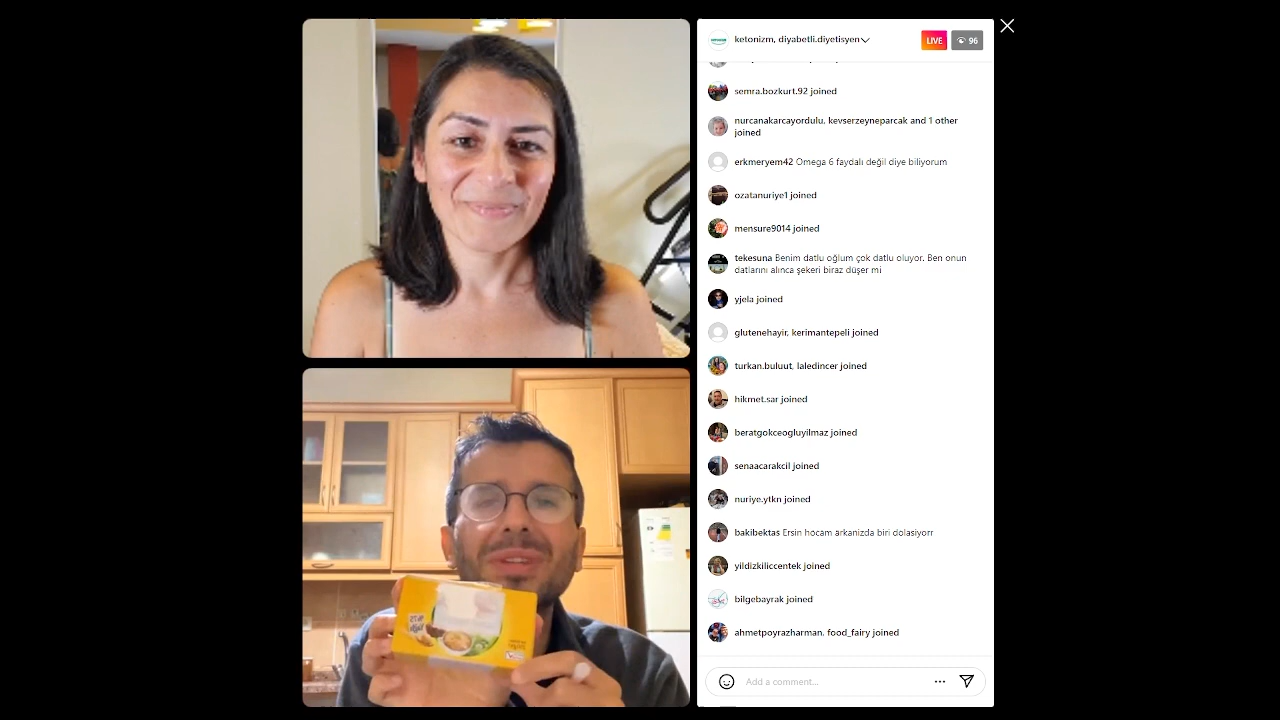 ketonizm, diyabetli.diyetisyen
LIVE
96
semra.bozkurt.92 joined
nurcanakarcayordulu, kevserzeyneparcak and 1 other
joined
erkmeryem42 Omega 6 faydalı değil diye biliyorum
ozatanuriye1 joined
mensure9014 joined
tekesuna Benim datlu oğlum çok datlu oluyor. Ben onun
datlarını alınca şekeri biraz düşer mi
yjela joined
glutenehayir, kerimantepeli joined
turkan.buluut, laledincer joined
hikmet.sar joined
beratgokceogluyilmaz joined
senaacarakcil joined
nuriye.ytkn joined
bakibektas Ersin hocam arkanizda biri dolasiyorr
yildizkiliccentek joined
bilgebayrak joined
ahmetpoyrazharman, food_fairy joined
Add a comment...